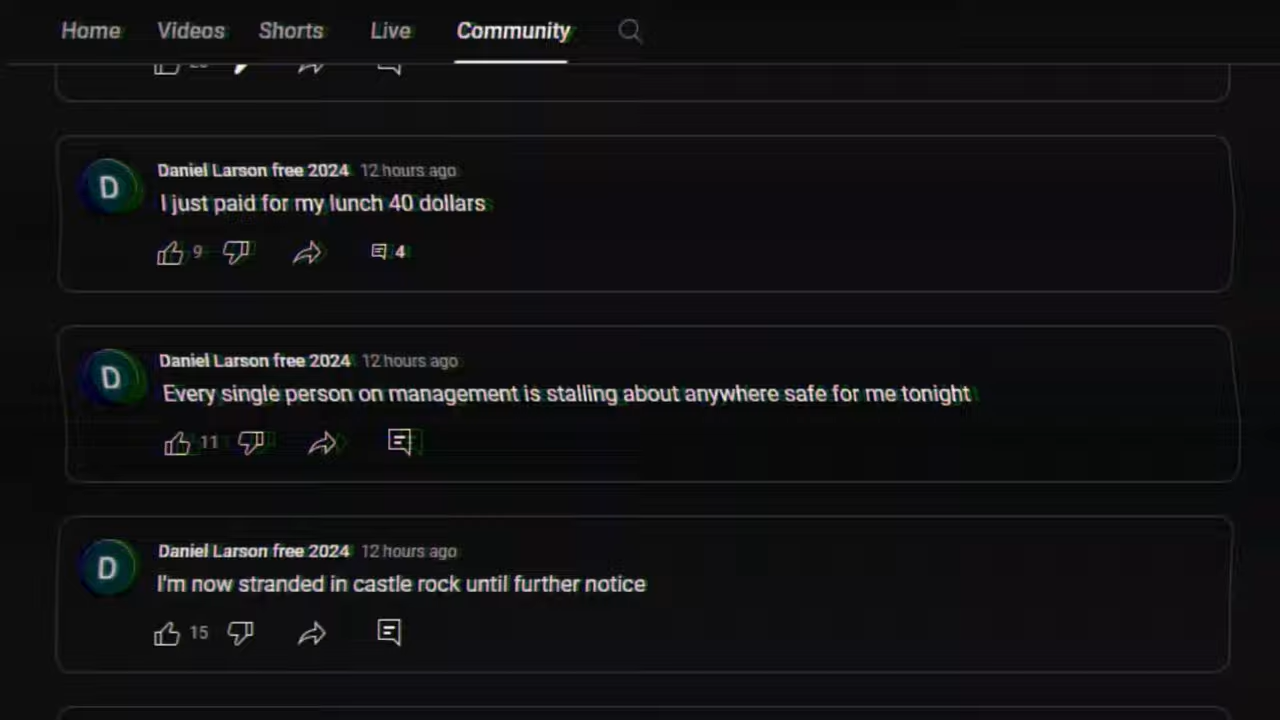 Home Videos Shorts Live Community
Daniel Larson free 2024 12 hours ago
I just paid for my lunch 40 dollars
9 4
Daniel Larson free 2024 12 hours ago
Every single person on management is stalling about anywhere safe for me tonight
11
Daniel Larson free 2024 12 hours ago
I'm now stranded in castle rock until further notice
15